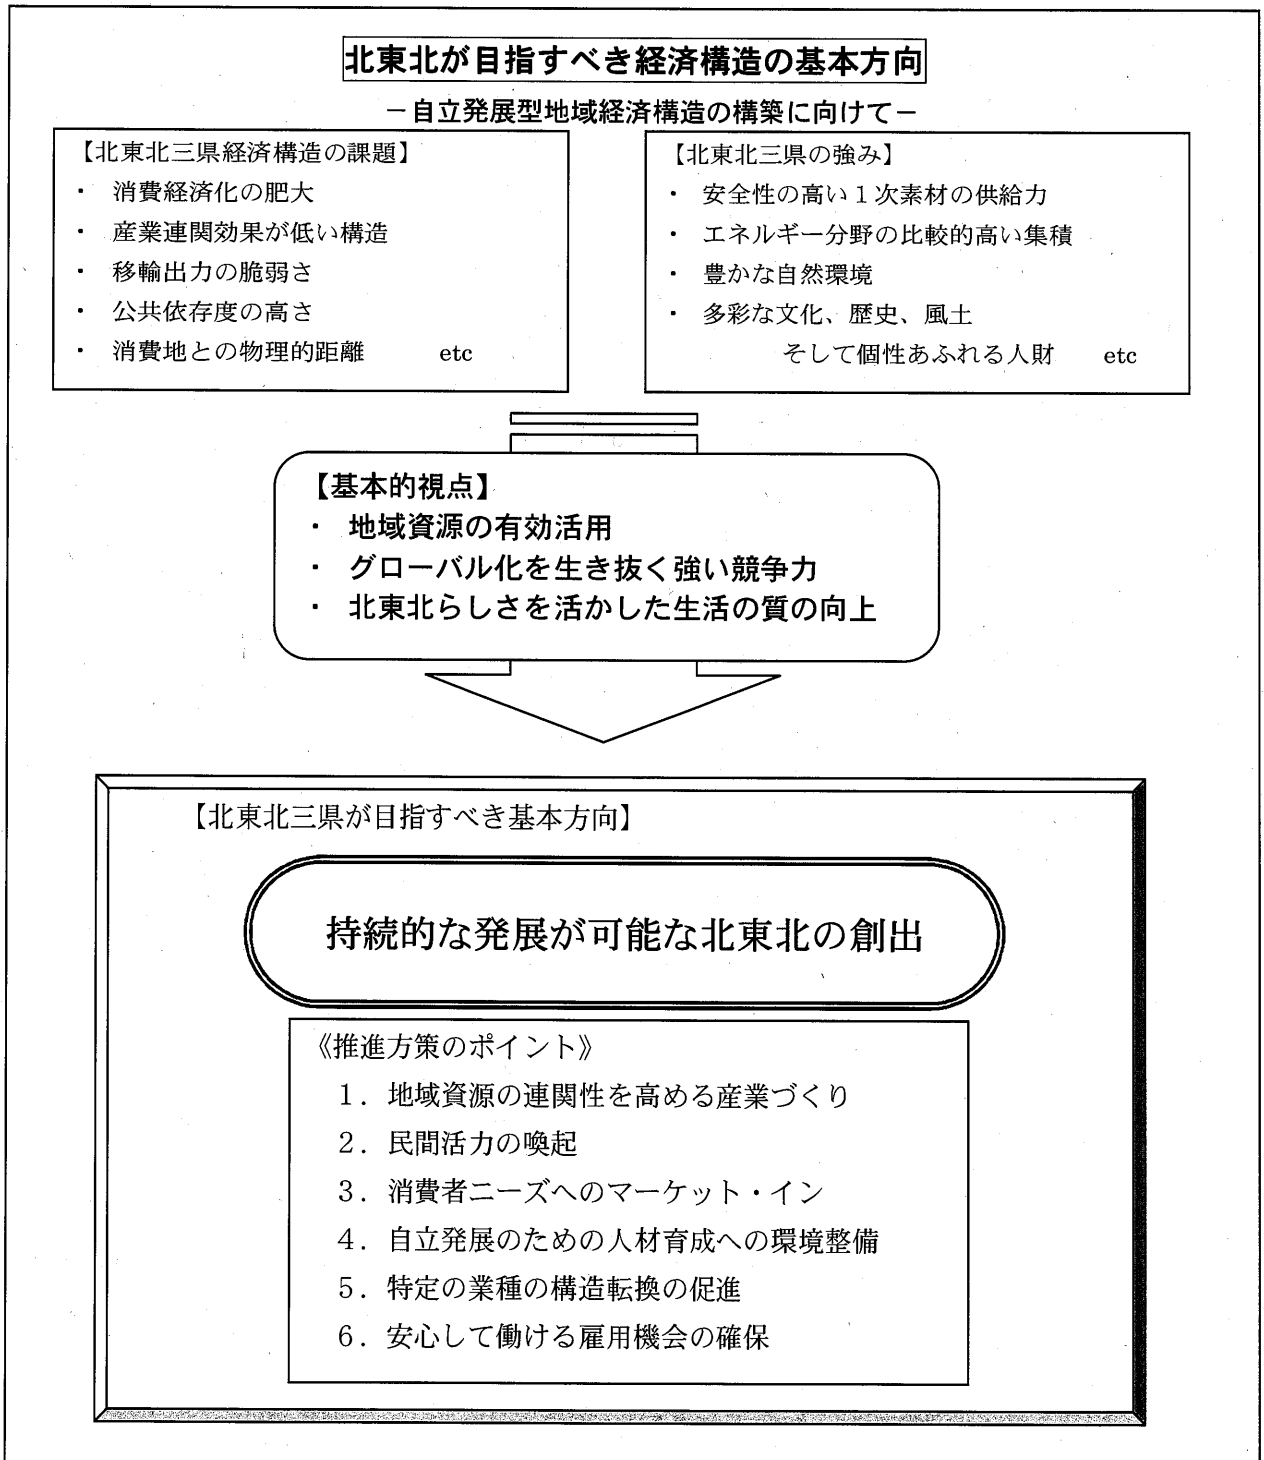 北東北が目指すべき経済構造の基本方向
－自立発展型地域経済構造の構築に向けて－
【北東北三県経済構造の課題】
・ 消費経済化の肥大
・ 産業連関効果が低い構造
・ 移輸出力の脆弱さ
・ 公共依存度の高さ
・ 消費地との物理的距離 etc
【北東北三県の強み】
・ 安全性の高い１次素材の供給力
・ エネルギー分野の比較的高い集積
・ 豊かな自然環境
・ 多彩な文化、歴史、風土
そして個性あふれる人財 etc
【基本的視点】
・ 地域資源の有効活用
・ グローバル化を生き抜く強い競争力
・ 北東北らしさを活かした生活の質の向上
【北東北三県が目指すべき基本方向】
持続的な発展が可能な北東北の創出
《推進方策のポイント》
１．地域資源の連関性を高める産業づくり
２．民間活力の喚起
３．消費者ニーズへのマーケット・イン
４．自立発展のための人材育成への環境整備
５．特定の業種の構造転換の促進
６．安心して働ける雇用機会の確保